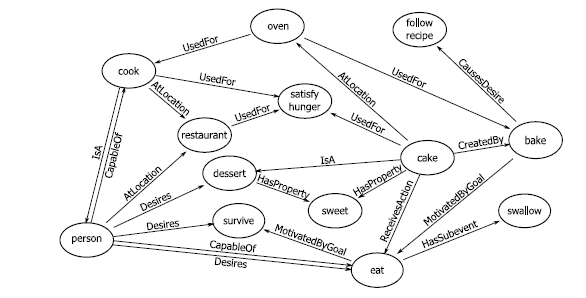 oven
follow
recipe
UsedFor
cook
UsedFor
UsedFor
CausesDesire
AtLocation
AtLocation
satisfy
hunger
UsedFor
UsedFor
restaurant
IsA
CapableOf
CreatedBy
bake
cake
IsA
dessert
HasProperty
HasProperty
AtLocation
Desires
sweet
ReceivesAction
MotivatedByGoal
swallow
survive
Desires
MotivatedByGoal
HasSubevent
person
CapableOf
Desires
eat